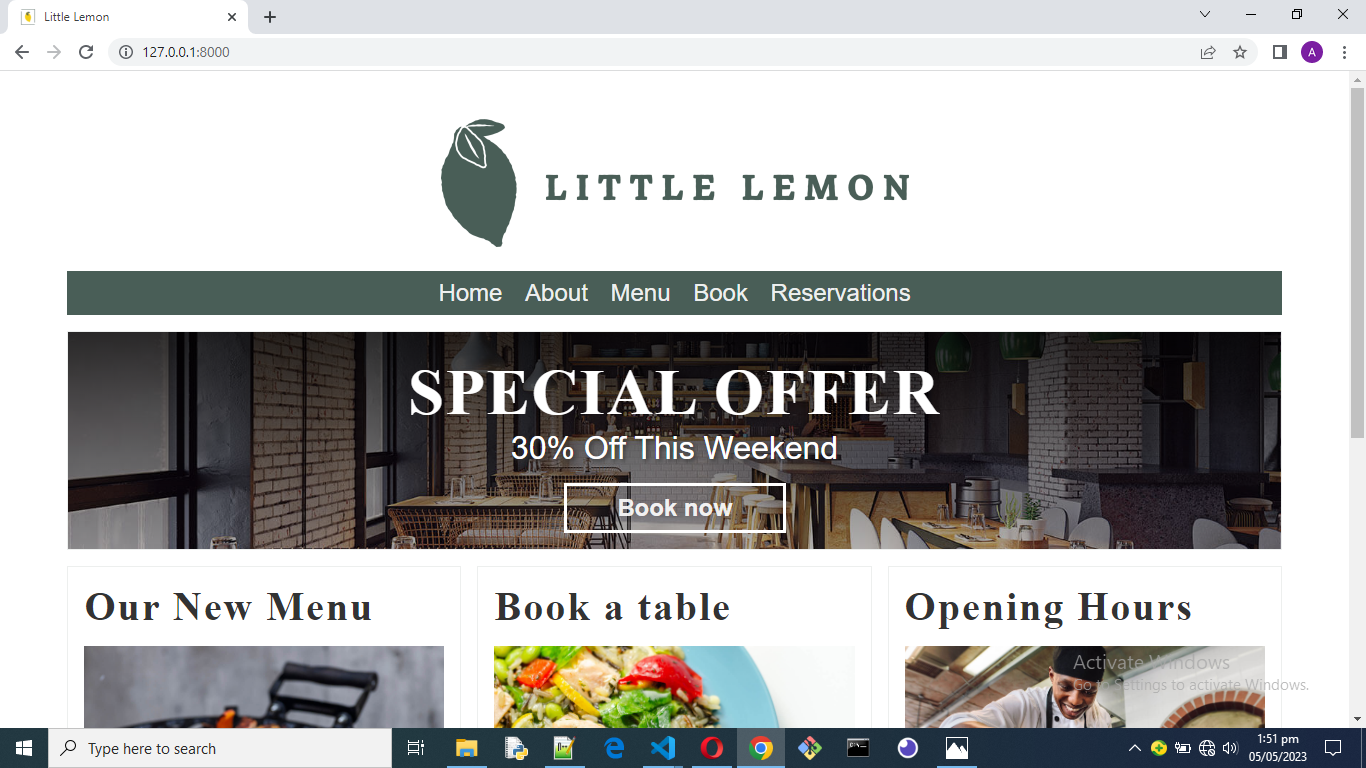 Little Lemon
127.0.0.1:8000
A
LITTLE LEMON
Home About Menu Book Reservations
SPECIAL OFFER
30% Off This Weekend
Book now
Our New Menu
Book a table
Opening Hours
Activate Windows
Go to Settings to activate Windows.
Type here to search
1:51 pm
05/05/2023